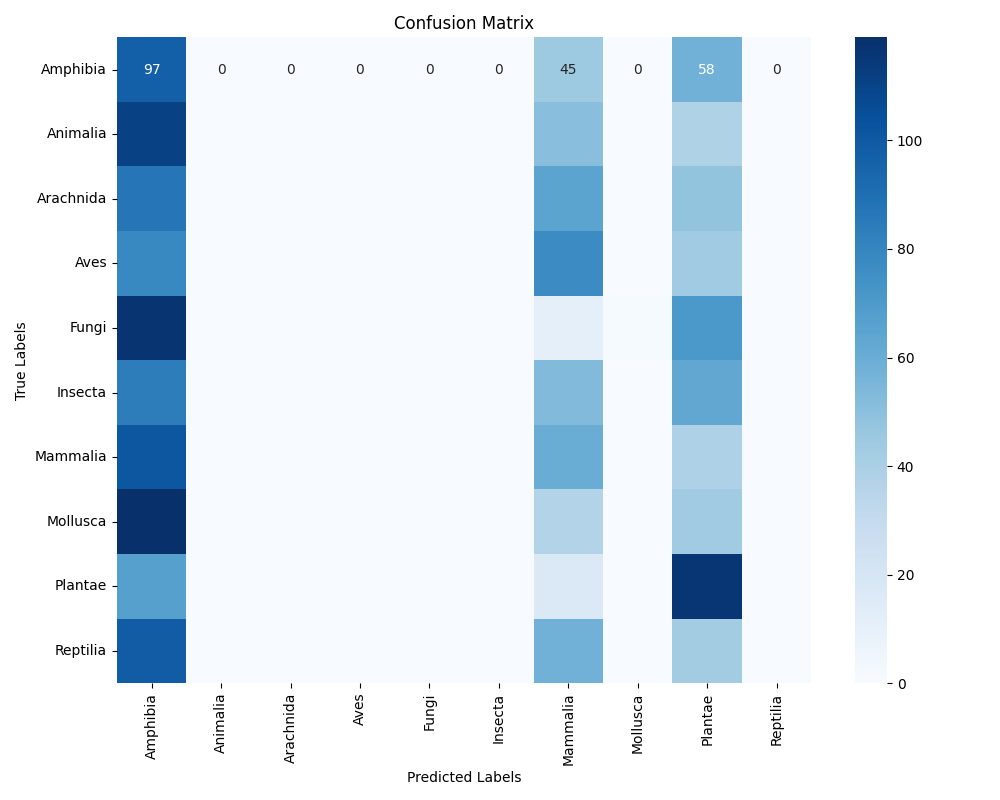 Confusion Matrix
Amphibia 97 0 0 0 0 0 45 0 58 0
Animalia
Arachnida
Aves
Fungi
Insecta
Mammalia
Mollusca
Plantae
Reptilia
True Labels
Amphibia Animalia Arachnida Aves Fungi Insecta Mammalia Mollusca Plantae Reptilia
Predicted Labels
100
80
60
40
20
0